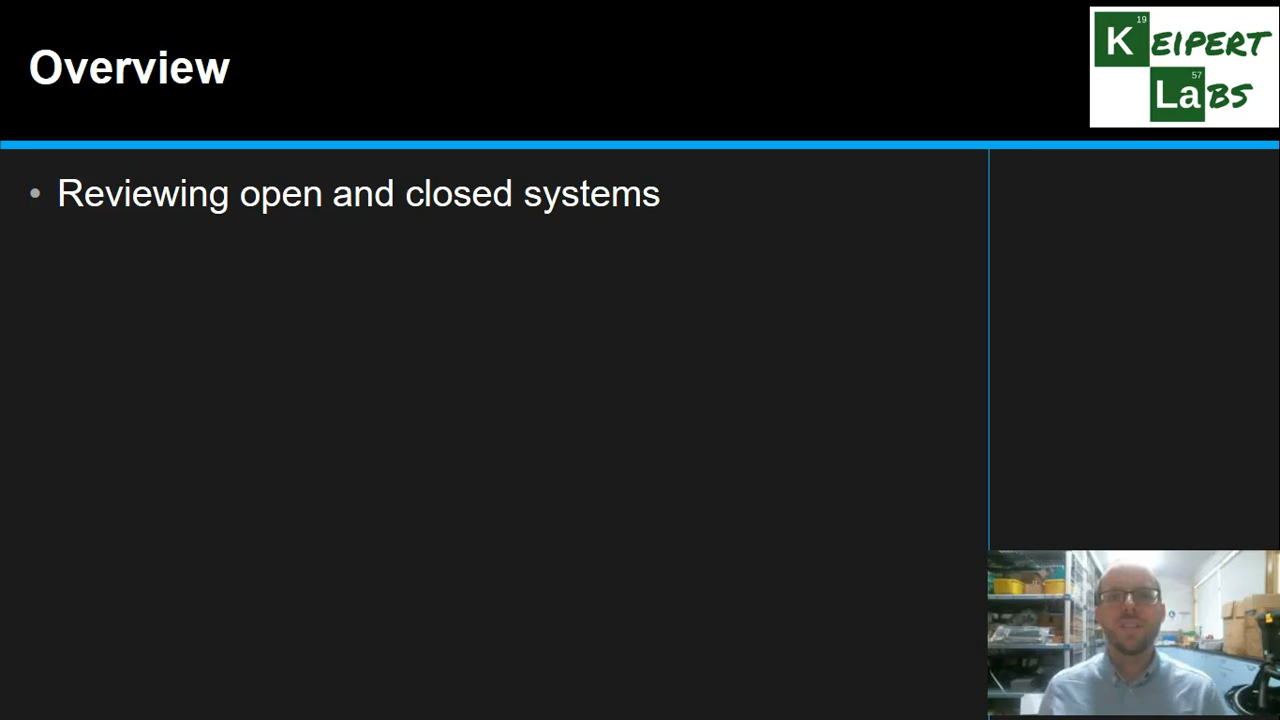 Overview
19
KEIPERT
57
LaBS
• Reviewing open and closed systems